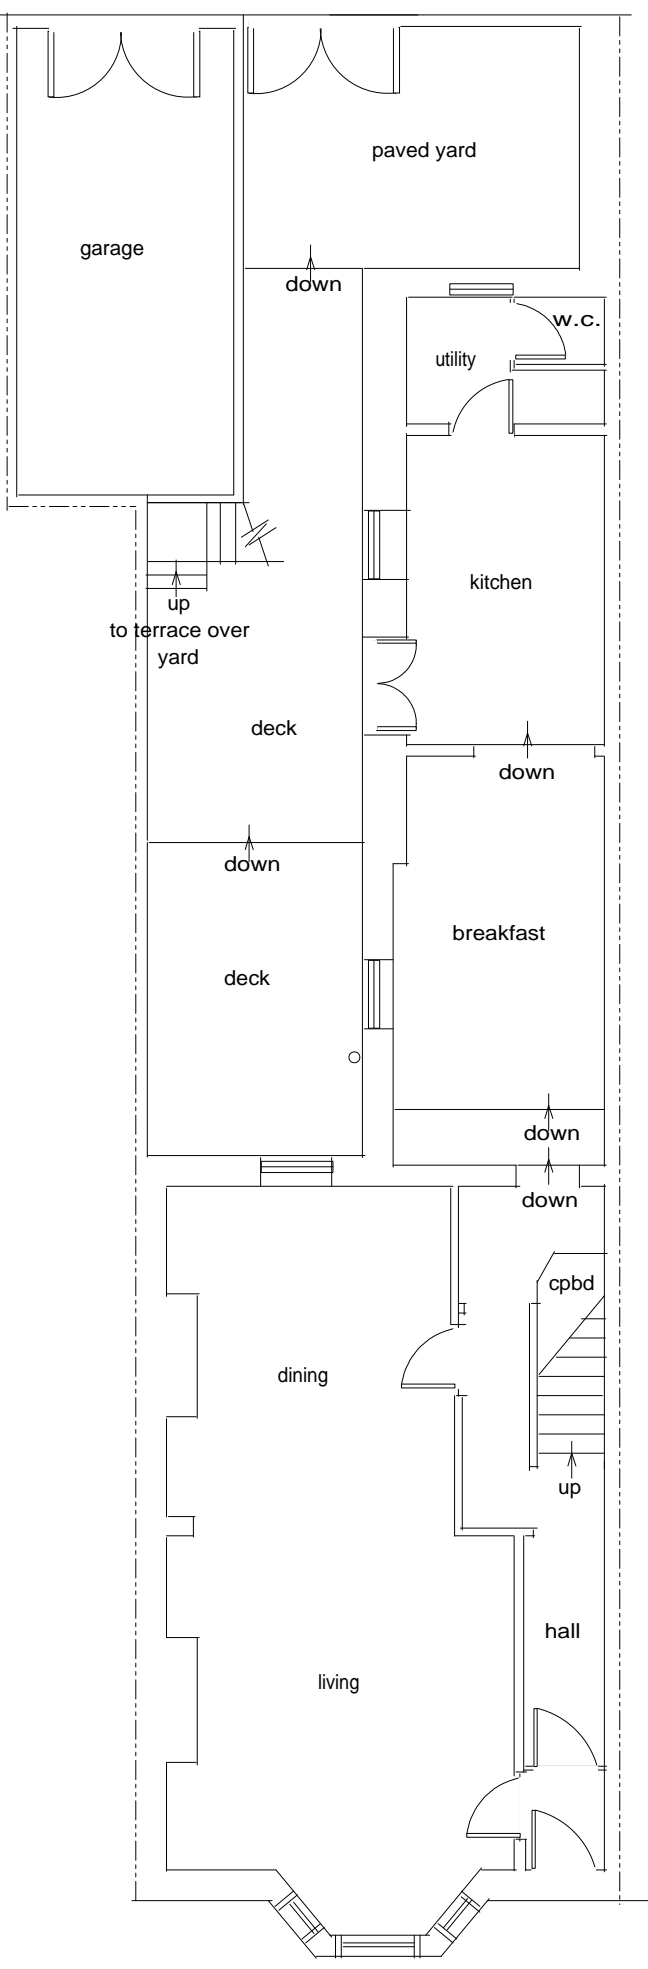 paved yard
garage
down
w.c.
utility
kitchen
up
to terrace over
yard
deck
down
down
breakfast
deck
down
down
cpbd
dining
up
hall
living